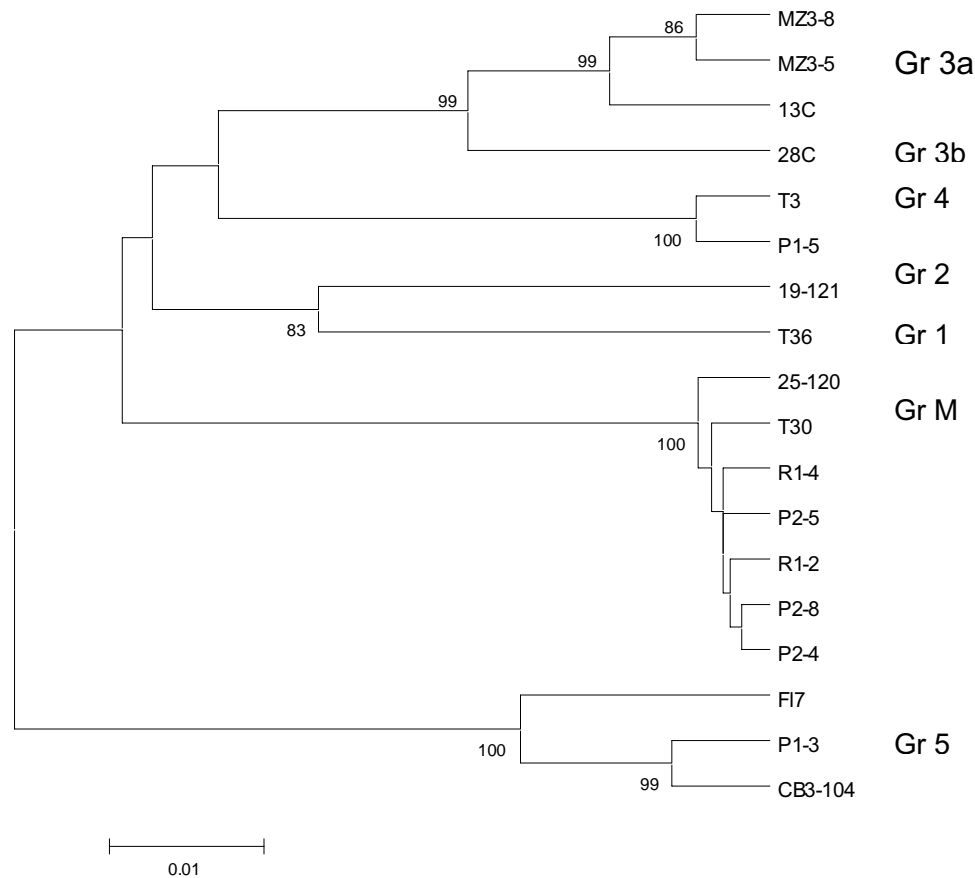 MZ3-8
86
MZ3-5
Gr 3a
99
99
13C
28C
Gr 3b
T3
Gr 4
100
P1-5
19-121
Gr 2
83
T36
Gr 1
25-120
Gr M
T30
100
R1-4
P2-5
R1-2
P2-8
P2-4
Fl7
P1-3
Gr 5
100
99
CB3-104
0.01